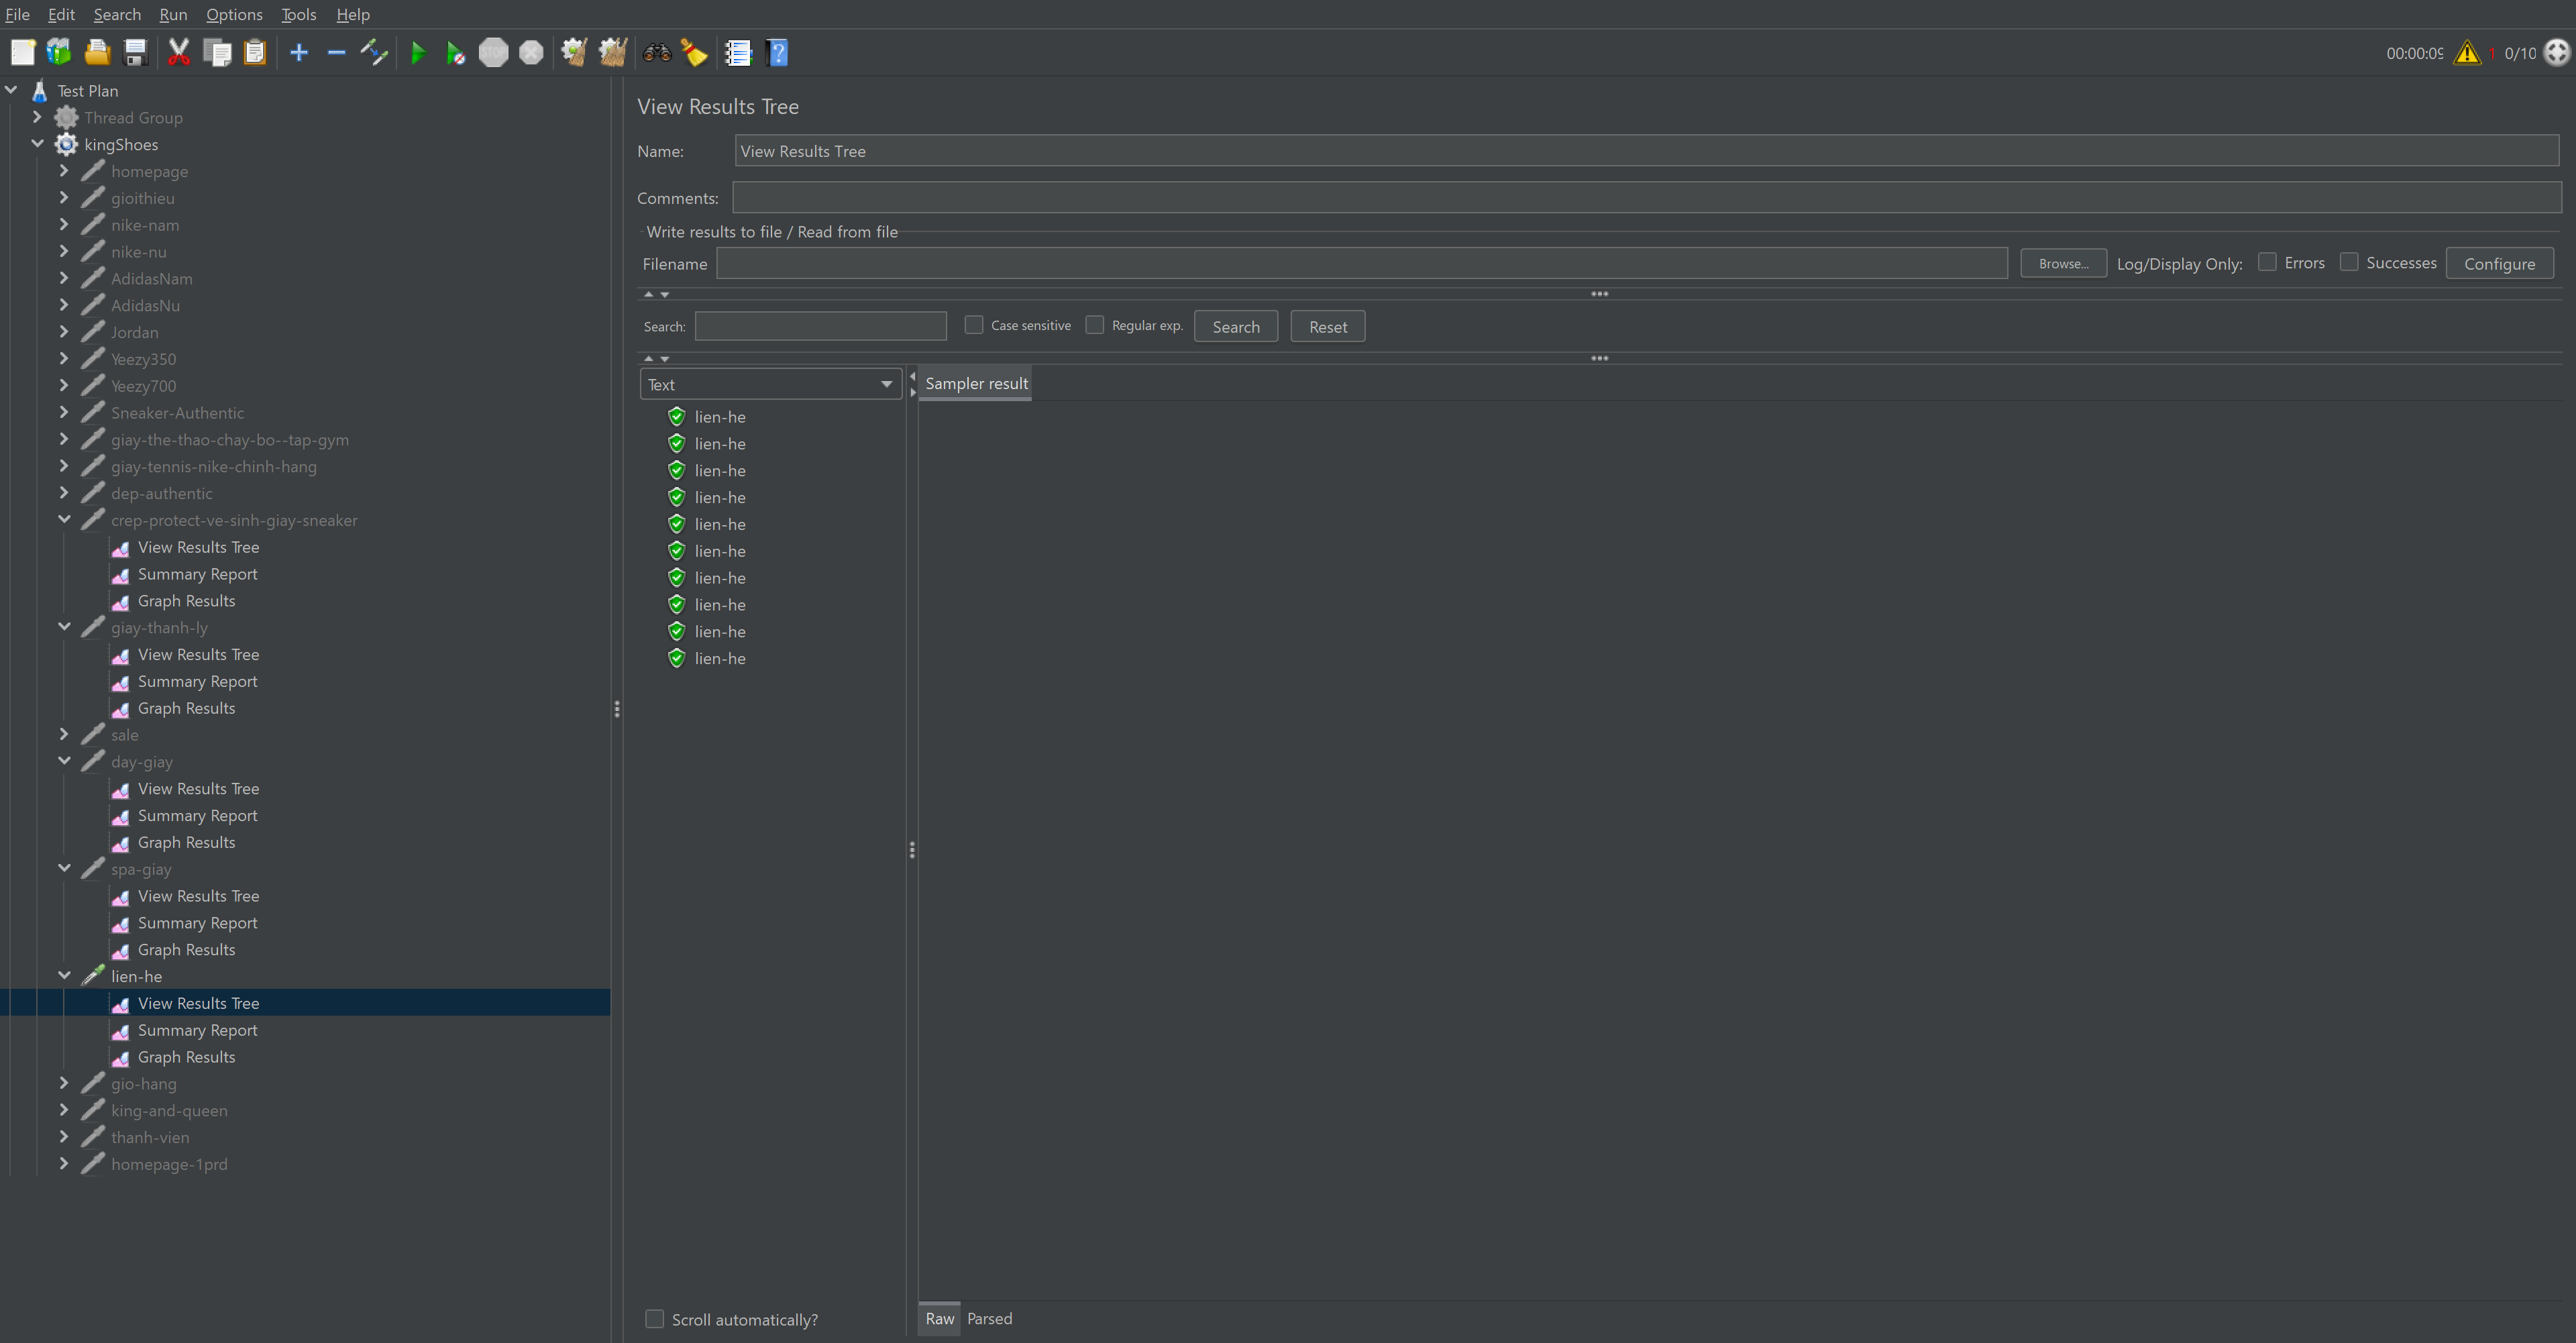 File Edit Search Run Options Tools Help
STOP
00:00:09 1 0/10
Test Plan
Thread Group
kingShoes
homepage
gioithieu
nike-nam
nike-nu
AdidasNam
AdidasNu
Jordan
Yeezy350
Yeezy700
Sneaker-Authentic
giay-the-thao-chay-bo--tap-gym
giay-tennis-nike-chinh-hang
dep-authentic
crep-protect-ve-sinh-giay-sneaker
View Results Tree
Summary Report
Graph Results
giay-thanh-ly
View Results Tree
Summary Report
Graph Results
sale
day-giay
View Results Tree
Summary Report
Graph Results
spa-giay
View Results Tree
Summary Report
Graph Results
lien-he
View Results Tree
Summary Report
Graph Results
gio-hang
king-and-queen
thanh-vien
homepage-1prd
View Results Tree
Name: View Results Tree
Comments:
Write results to file / Read from file
Filename Browse... Log/Display Only: Errors Successes Configure
Search: Case sensitive Regular exp. Search Reset
Text
Sampler result
lien-he
lien-he
lien-he
lien-he
lien-he
lien-he
lien-he
lien-he
lien-he
lien-he
Scroll automatically?
Raw Parsed